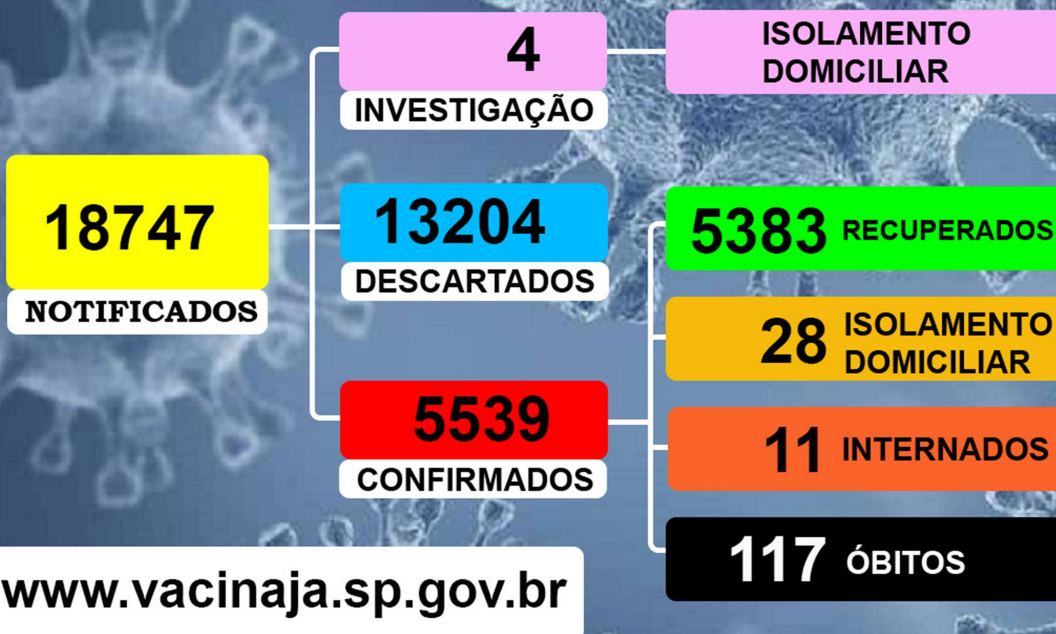 4
INVESTIGAÇÃO
ISOLAMENTO
DOMICILIAR
18747
NOTIFICADOS
13204
DESCARTADOS
5539
CONFIRMADOS
5383 RECUPERADOS
28 ISOLAMENTO
DOMICILIAR
11 INTERNADOS
117 ÓBITOS
www.vacinaja.sp.gov.br